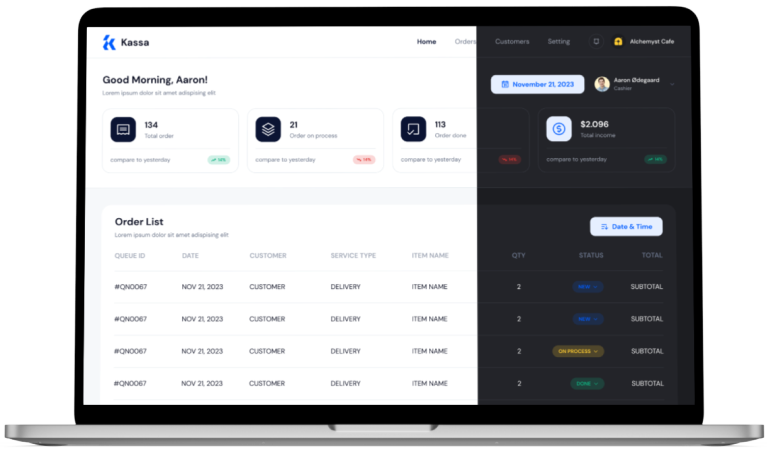 Kassa Home Orders Customers Setting Alchemyst Cafe
Good Morning, Aaron! November 21, 2023 Aaron Ødegaard
Lorem ipsum dolor sit amet adipisicing elit Cashier
134 21 113 $2.096
Total order Order on process Order done Total income
compare to yesterday compare to yesterday compare to yesterday compare to yesterday
Order List Date & Time
Lorem ipsum dolor sit amet adipisicing elit
QUEUE ID DATE CUSTOMER SERVICE TYPE ITEM NAME QTY STATUS TOTAL
#QN0067 NOV 21, 2023 CUSTOMER DELIVERY ITEM NAME 2 NEW SUBTOTAL
#QN0067 NOV 21, 2023 CUSTOMER DELIVERY ITEM NAME 2 NEW SUBTOTAL
#QN0067 NOV 21, 2023 CUSTOMER DELIVERY ITEM NAME 2 ON PROCESS SUBTOTAL
#QN0067 NOV 21, 2023 CUSTOMER DELIVERY ITEM NAME 2 DONE SUBTOTAL